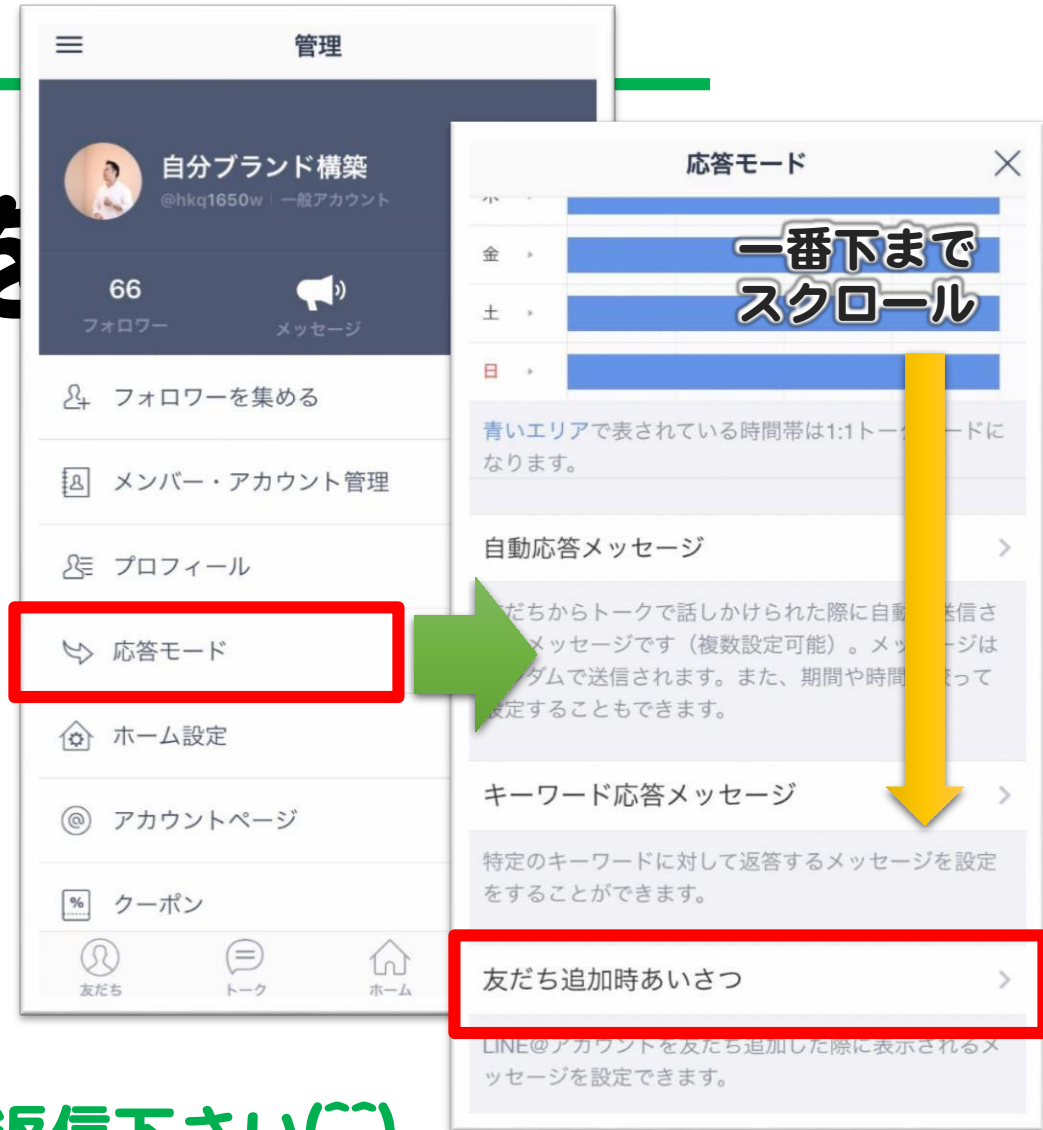 管理
自分ブランド構築
@hkq1650w | 一般アカウント
66
フォロワー
メッセージ
フォロワーを集める
メンバー・アカウント管理
プロフィール
応答モード
ホーム設定
アカウントページ
クーポン
友だち
トーク
ホーム
応答モード
金
土
日
一番下まで
スクロール
青いエリアで表されている時間帯は1:1トー ードに
なります。
自動応答メッセージ
だちからトークで話しかけられた際に自動 送信さ
メッセージです（複数設定可能）。メッ ージは
ダムで送信されます。また、期間や時間 って
設定することもできます。
キーワード応答メッセージ
特定のキーワードに対して返答するメッセージを設定
をすることができます。
友だち追加時あいさつ
LINE@アカウントを友だち追加した際に表示されるメ
ッセージを設定できます。
返信下さい(^^)